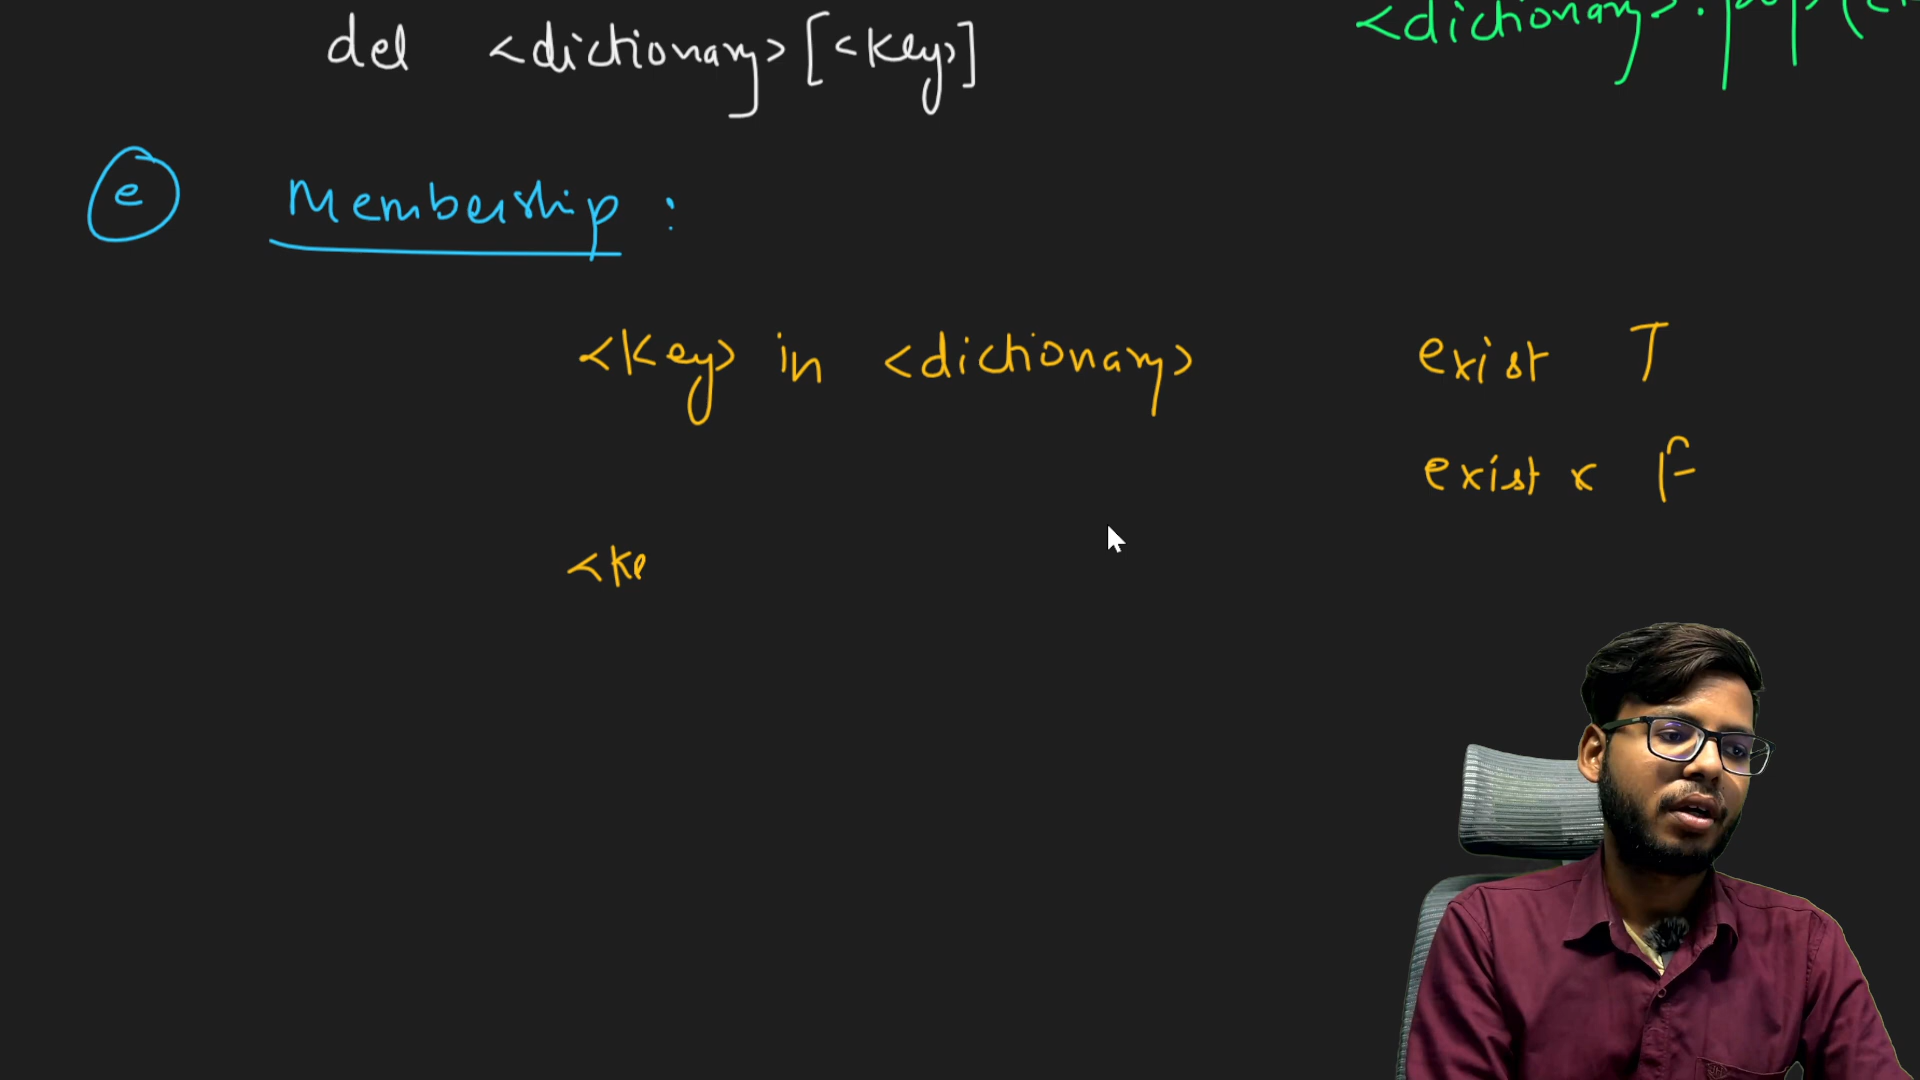 del <dictionary>[<key>]
<dictionary>.pop(
e Membership :
<key> in <dictionary> exist T
exist x F
<ke